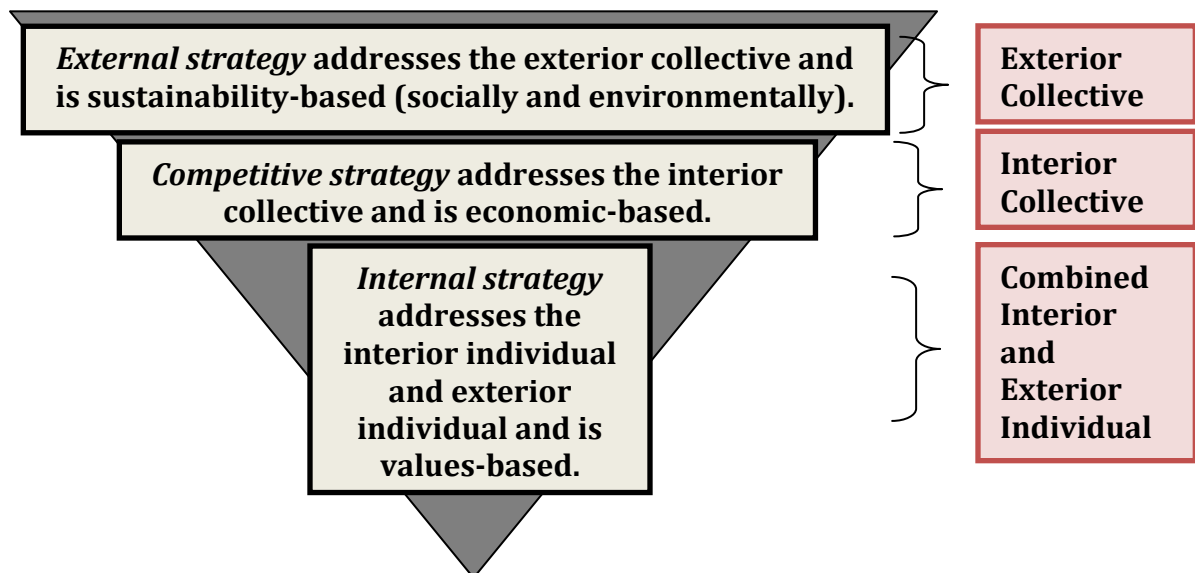 External strategy addresses the exterior collective and
is sustainability-based (socially and environmentally).
Exterior
Collective
Competitive strategy addresses the interior
collective and is economic-based.
Interior
Collective
Internal strategy
addresses the
interior individual
and exterior
individual and is
values-based.
Combined
Interior
and
Exterior
Individual